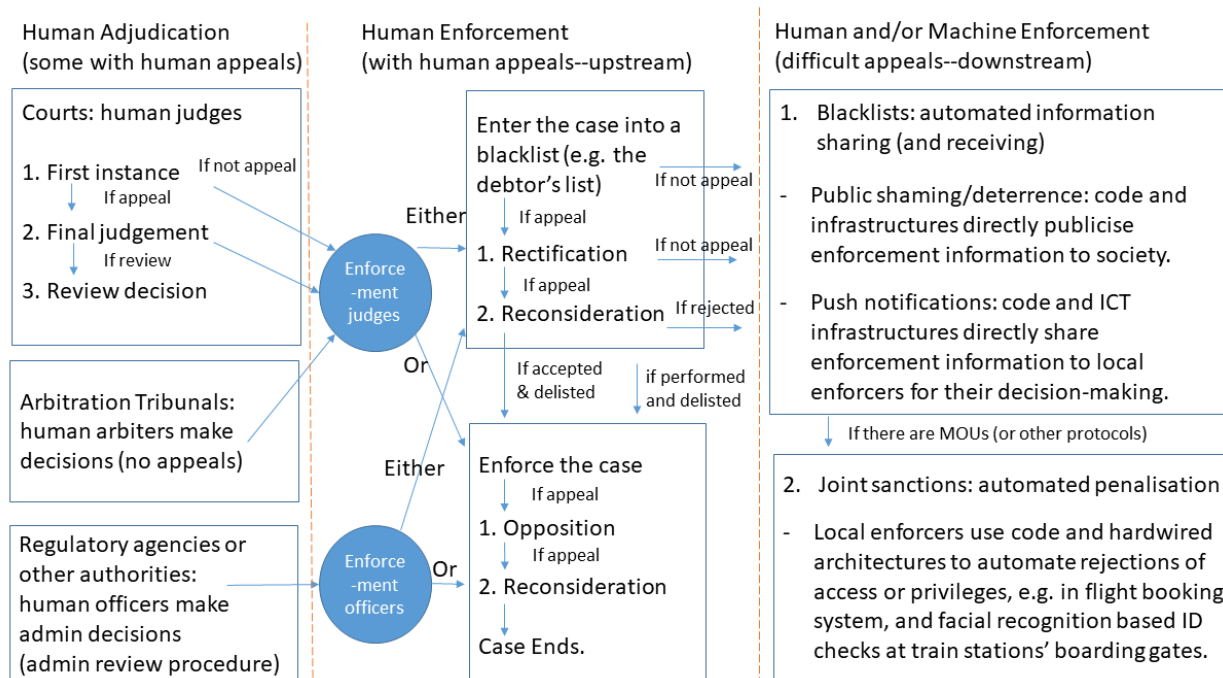 Human Adjudication
(some with human appeals)
Courts: human judges
1. First instance
If not appeal
If appeal
2. Final judgement
If review
3. Review decision
Arbitration Tribunals:
human arbiters make
decisions (no appeals)
Regulatory agencies or
other authorities:
human officers make
admin decisions
(admin review procedure)
Human Enforcement
(with human appeals--upstream)
Enforce
-ment
judges
Either
Or
Enforce
-ment
officers
Either
Or
Enter the case into a
blacklist (e.g. the
debtor's list)
If not appeal
If appeal
1. Rectification
If not appeal
If appeal
2. Reconsideration
If rejected
If accepted
& delisted
if performed
and delisted
Enforce the case
If appeal
1. Opposition
If appeal
2. Reconsideration
Case Ends.
Human and/or Machine Enforcement
(difficult appeals--downstream)
1. Blacklists: automated information
sharing (and receiving)
- Public shaming/deterrence: code and
infrastructures directly publicise
enforcement information to society.
- Push notifications: code and ICT
infrastructures directly share
enforcement information to local
enforcers for their decision-making.
If there are MOUs (or other protocols)
2. Joint sanctions: automated penalisation
- Local enforcers use code and hardwired
architectures to automate rejections of
access or privileges, e.g. in flight booking
system, and facial recognition based ID
checks at train stations' boarding gates.